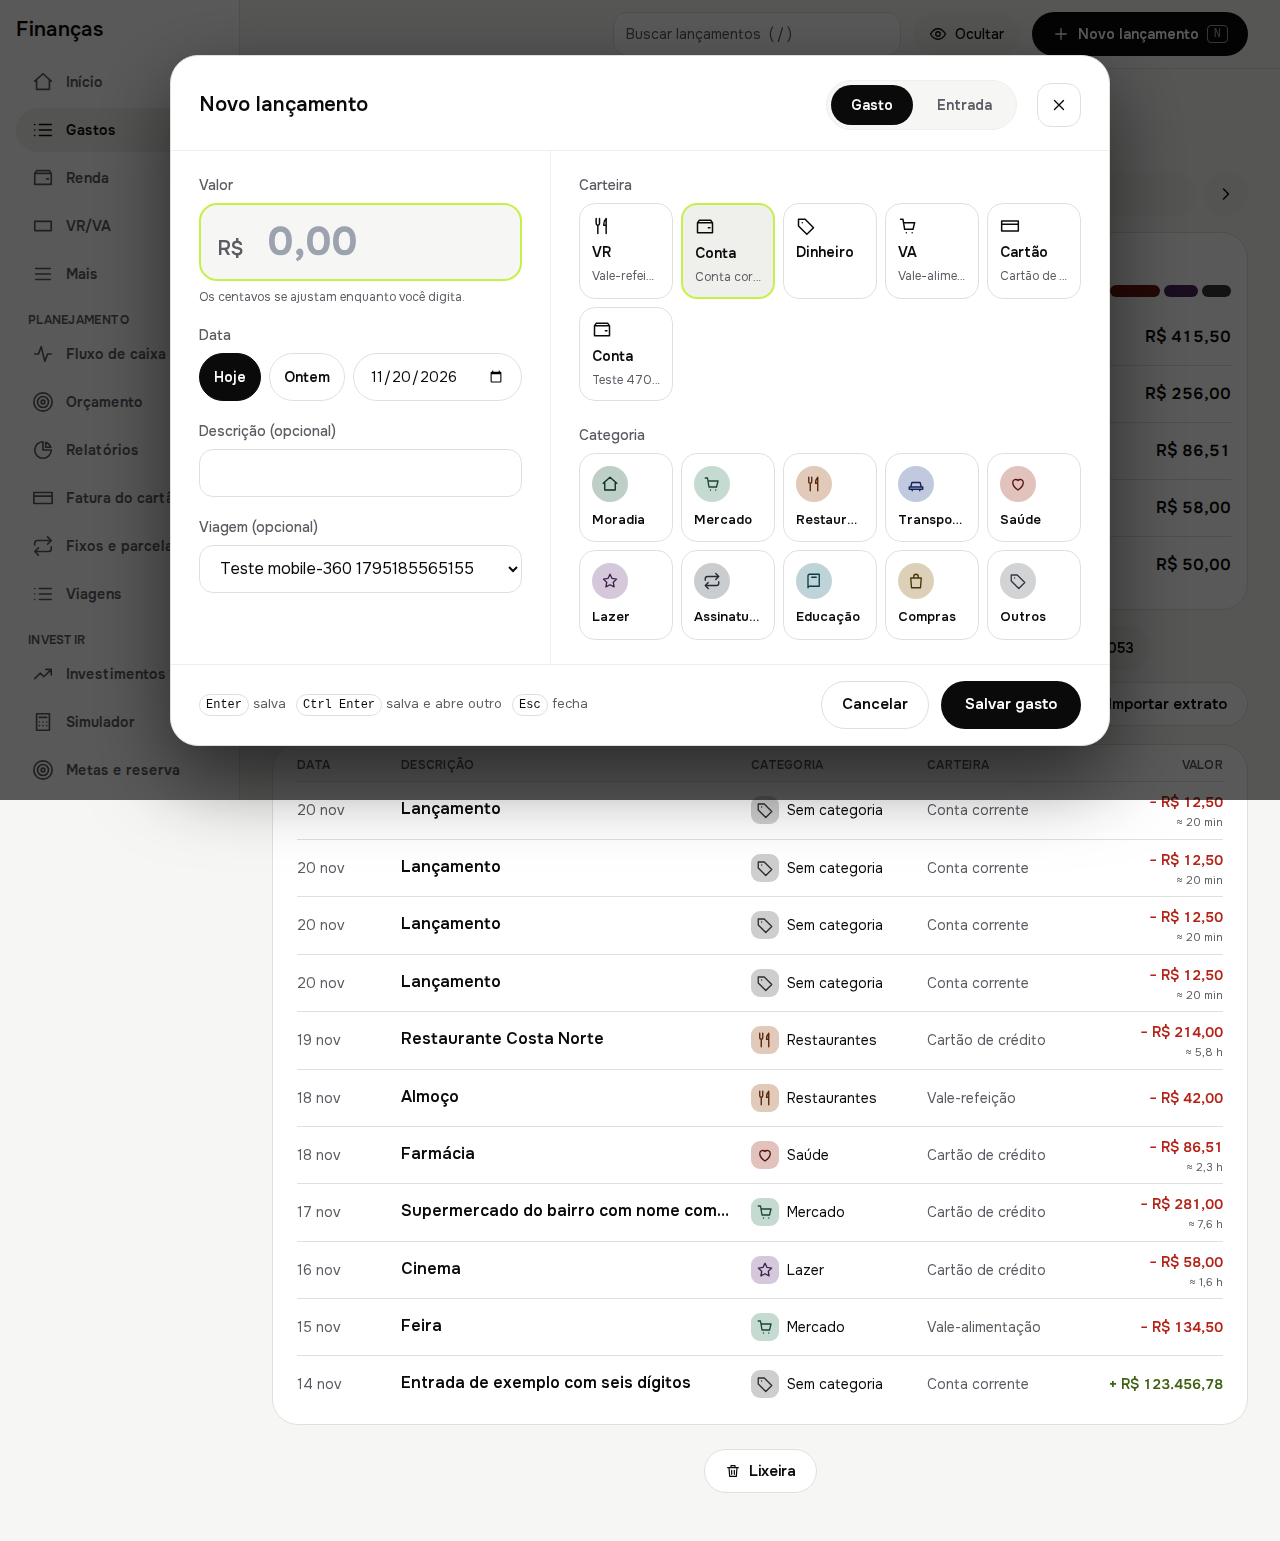 Finanças
Buscar lançamentos ( / )
Ocultar
Novo lançamento N
Início
Gastos
Renda
VR/VA
Mais
PLANEJAMENTO
Fluxo de caixa
Orçamento
Relatórios
Fatura do cartã
Fixos e parcela
Viagens
INVESTIR
Investimentos
Simulador
Metas e reserva
R$ 415,50
R$ 256,00
R$ 86,51
R$ 58,00
R$ 50,00
053
Importar extrato
Novo lançamento
Gasto
Entrada
Valor
R$ 0,00
Os centavos se ajustam enquanto você digita.
Data
Hoje
Ontem
11/20/2026
Descrição (opcional)
Viagem (opcional)
Teste mobile-360 1795185565155
Carteira
VR
Vale-refei...
Conta
Conta cor...
Dinheiro
VA
Vale-alime...
Cartão
Cartão de ...
Conta
Teste 470...
Categoria
Moradia
Mercado
Restaur...
Transpo...
Saúde
Lazer
Assinatu...
Educação
Compras
Outros
Enter salva Ctrl Enter salva e abre outro Esc fecha
Cancelar
Salvar gasto
DATA DESCRIÇÃO CATEGORIA CARTEIRA VALOR
20 nov Lançamento Sem categoria Conta corrente − R$ 12,50
≈ 20 min
20 nov Lançamento Sem categoria Conta corrente − R$ 12,50
≈ 20 min
20 nov Lançamento Sem categoria Conta corrente − R$ 12,50
≈ 20 min
20 nov Lançamento Sem categoria Conta corrente − R$ 12,50
≈ 20 min
19 nov Restaurante Costa Norte Restaurantes Cartão de crédito − R$ 214,00
≈ 5,8 h
18 nov Almoço Restaurantes Vale-refeição − R$ 42,00
18 nov Farmácia Saúde Cartão de crédito − R$ 86,51
≈ 2,3 h
17 nov Supermercado do bairro com nome com... Mercado Cartão de crédito − R$ 281,00
≈ 7,6 h
16 nov Cinema Lazer Cartão de crédito − R$ 58,00
≈ 1,6 h
15 nov Feira Mercado Vale-alimentação − R$ 134,50
14 nov Entrada de exemplo com seis dígitos Sem categoria Conta corrente + R$ 123.456,78
Lixeira